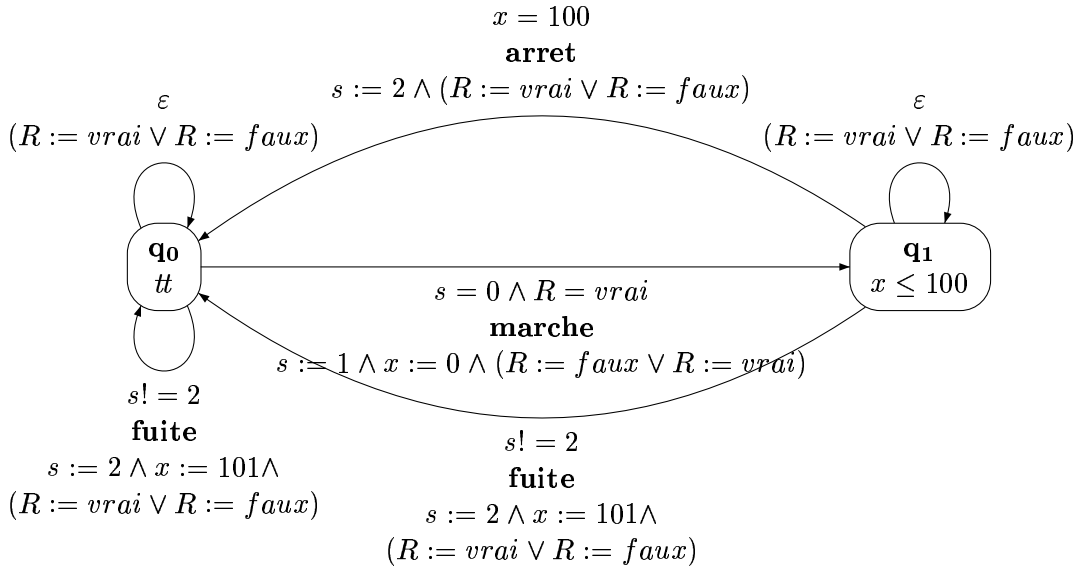 x = 100
arret
s := 2 ∧ (R := vrai ∨ R := faux)
ε
(R := vrai ∨ R := faux)
ε
(R := vrai ∨ R := faux)
q₀
tt
q₁
x ≤ 100
s = 0 ∧ R = vrai
marche
s := 1 ∧ x := 0 ∧ (R := faux ∨ R := vrai)
s! = 2
fuite
s := 2 ∧ x := 101∧
(R := vrai ∨ R := faux)
s! = 2
fuite
s := 2 ∧ x := 101∧
(R := vrai ∨ R := faux)